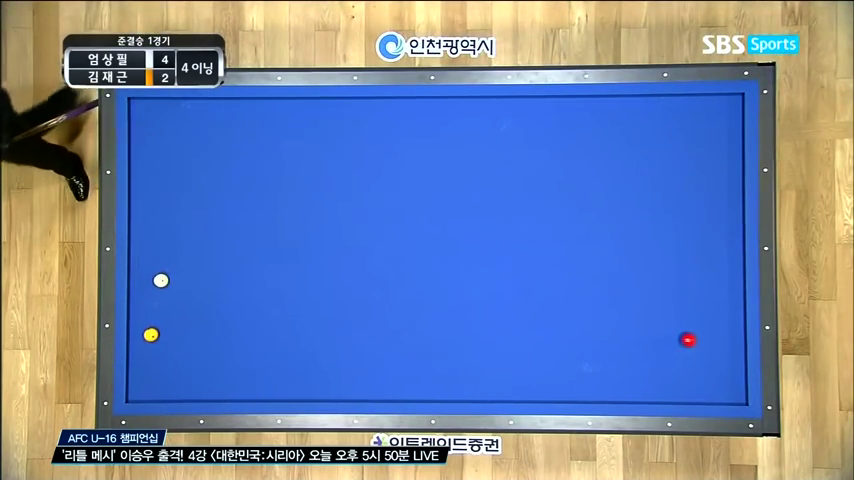 준결승 1경기
엄상필 4
김재근 2
4 이닝
인천광역시
SBS Sports
이트레이드증권
AFC U-16 챔피언십
'리틀 메시' 이승우 출격! 4강 <대한민국:시리아> 오늘 오후 5시 50분 LIVE